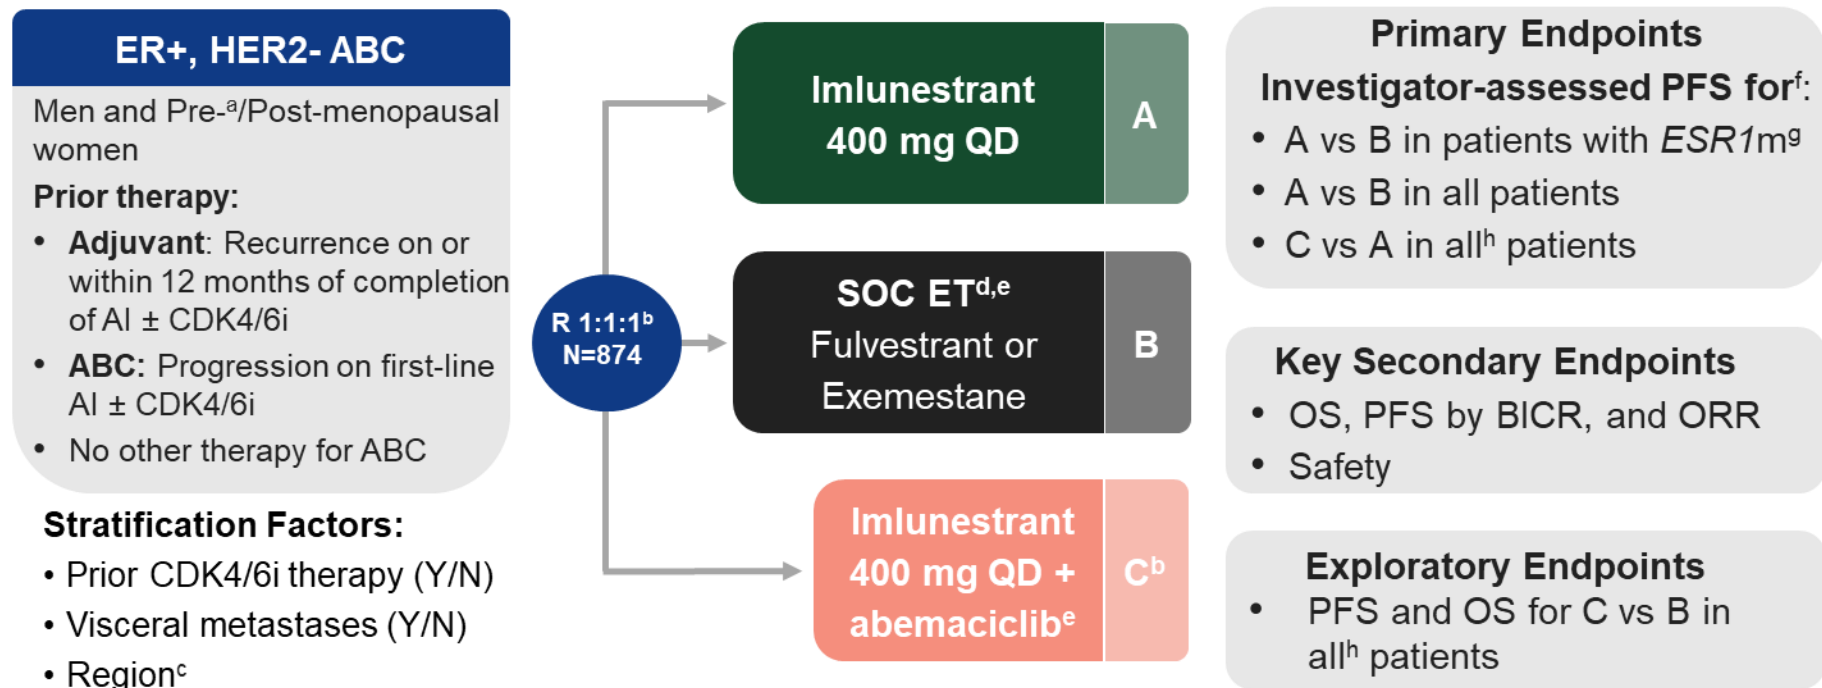 ER+, HER2- ABC
Men and Pre-ᵃ/Post-menopausal
women
Prior therapy:
• Adjuvant: Recurrence on or
within 12 months of completion
of AI ± CDK4/6i
• ABC: Progression on first-line
AI ± CDK4/6i
• No other therapy for ABC
Stratification Factors:
• Prior CDK4/6i therapy (Y/N)
• Visceral metastases (Y/N)
• Regionᶜ
R 1:1:1ᵇ
N=874
Imlunestrant
400 mg QD
A
SOC ETᵈ,ᵉ
Fulvestrant or
Exemestane
B
Imlunestrant
400 mg QD +
abemaciclibᵉ
Cᵇ
Primary Endpoints
Investigator-assessed PFS forᶠ:
• A vs B in patients with ESR1mᵍ
• A vs B in all patients
• C vs A in allʰ patients
Key Secondary Endpoints
• OS, PFS by BICR, and ORR
• Safety
Exploratory Endpoints
• PFS and OS for C vs B in
allʰ patients